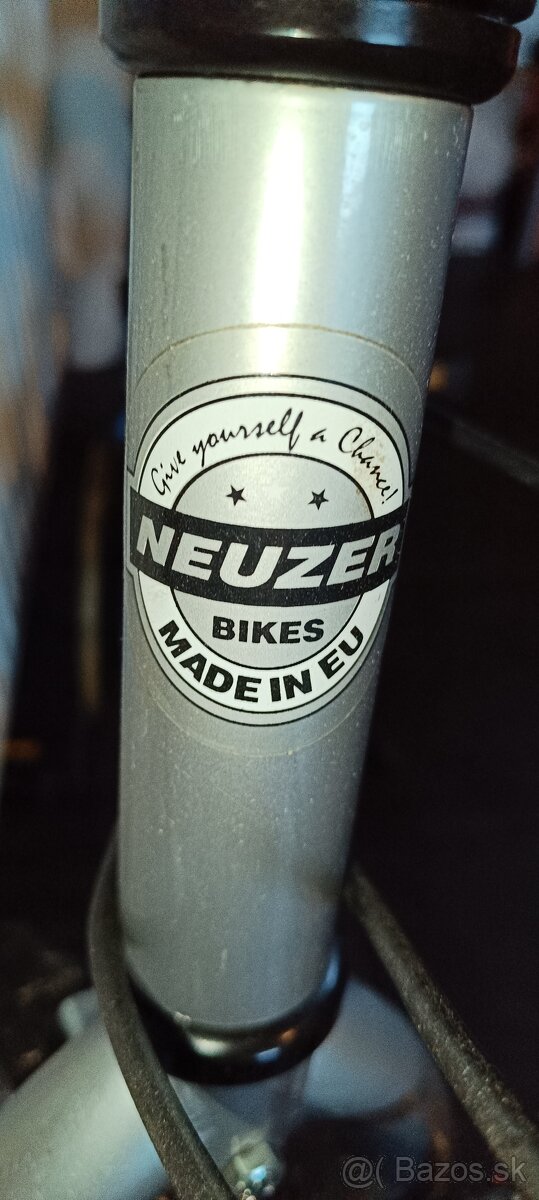 Give yourself a Chance!
NEUZER
BIKES
MADE IN EU
@( Bazos.sk